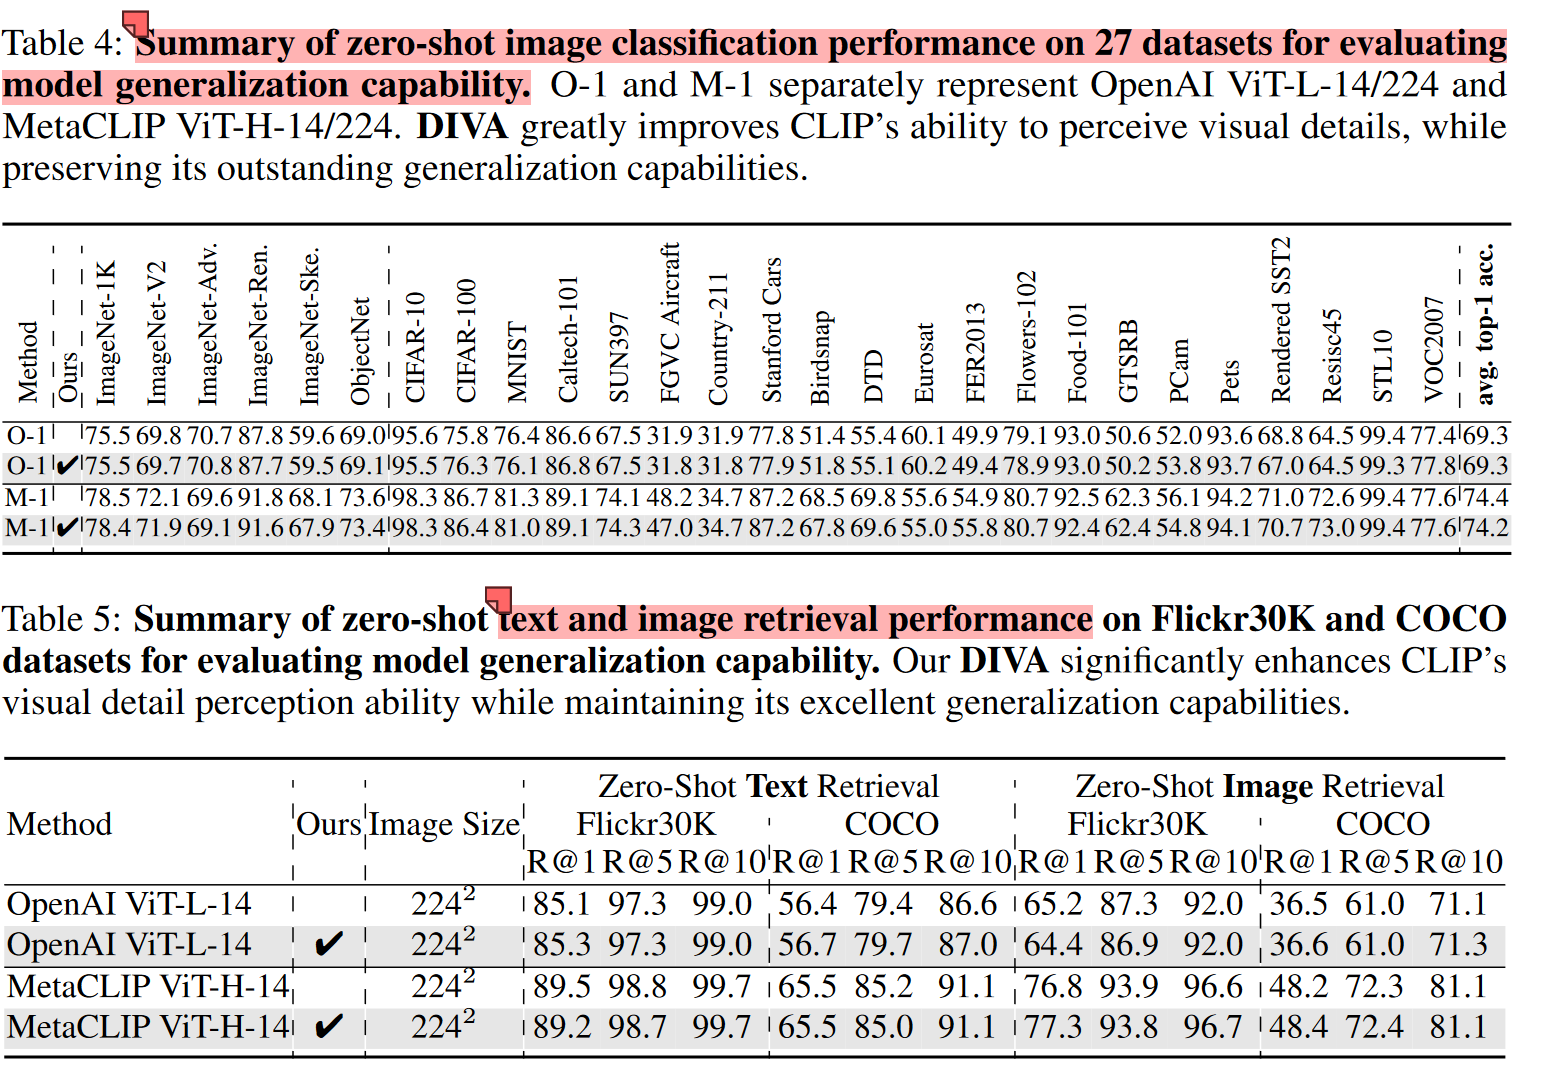 Table 4: Summary of zero-shot image classification performance on 27 datasets for evaluating
model generalization capability. O-1 and M-1 separately represent OpenAI ViT-L-14/224 and
MetaCLIP ViT-H-14/224. DIVA greatly improves CLIP's ability to perceive visual details, while
preserving its outstanding generalization capabilities.
Method Ours ImageNet-1K ImageNet-V2 ImageNet-Adv. ImageNet-Ren. ImageNet-Ske. ObjectNet CIFAR-10 CIFAR-100 MNIST Caltech-101 SUN397 FGVC Aircraft Country-211 Stanford Cars Birdsnap DTD Eurosat FER2013 Flowers-102 Food-101 GTSRB PCam Pets Rendered SST2 Resisc45 STL10 VOC2007 avg. top-1 acc.
O-1 75.5 69.8 70.7 87.8 59.6 69.0 95.6 75.8 76.4 86.6 67.5 31.9 31.9 77.8 51.4 55.4 60.1 49.9 79.1 93.0 50.6 52.0 93.6 68.8 64.5 99.4 77.4 69.3
O-1 ✔ 75.5 69.7 70.8 87.7 59.5 69.1 95.5 76.3 76.1 86.8 67.5 31.8 31.8 77.9 51.8 55.1 60.2 49.4 78.9 93.0 50.2 53.8 93.7 67.0 64.5 99.3 77.8 69.3
M-1 78.5 72.1 69.6 91.8 68.1 73.6 98.3 86.7 81.3 89.1 74.1 48.2 34.7 87.2 68.5 69.8 55.6 54.9 80.7 92.5 62.3 56.1 94.2 71.0 72.6 99.4 77.6 74.4
M-1 ✔ 78.4 71.9 69.1 91.6 67.9 73.4 98.3 86.4 81.0 89.1 74.3 47.0 34.7 87.2 67.8 69.6 55.0 55.8 80.7 92.4 62.4 54.8 94.1 70.7 73.0 99.4 77.6 74.2
Table 5: Summary of zero-shot text and image retrieval performance on Flickr30K and COCO
datasets for evaluating model generalization capability. Our DIVA significantly enhances CLIP's
visual detail perception ability while maintaining its excellent generalization capabilities.
Zero-Shot Text Retrieval Zero-Shot Image Retrieval
Method Ours Image Size Flickr30K COCO Flickr30K COCO
R@1 R@5 R@10 R@1 R@5 R@10 R@1 R@5 R@10 R@1 R@5 R@10
OpenAI ViT-L-14 224² 85.1 97.3 99.0 56.4 79.4 86.6 65.2 87.3 92.0 36.5 61.0 71.1
OpenAI ViT-L-14 ✔ 224² 85.3 97.3 99.0 56.7 79.7 87.0 64.4 86.9 92.0 36.6 61.0 71.3
MetaCLIP ViT-H-14 224² 89.5 98.8 99.7 65.5 85.2 91.1 76.8 93.9 96.6 48.2 72.3 81.1
MetaCLIP ViT-H-14 ✔ 224² 89.2 98.7 99.7 65.5 85.0 91.1 77.3 93.8 96.7 48.4 72.4 81.1